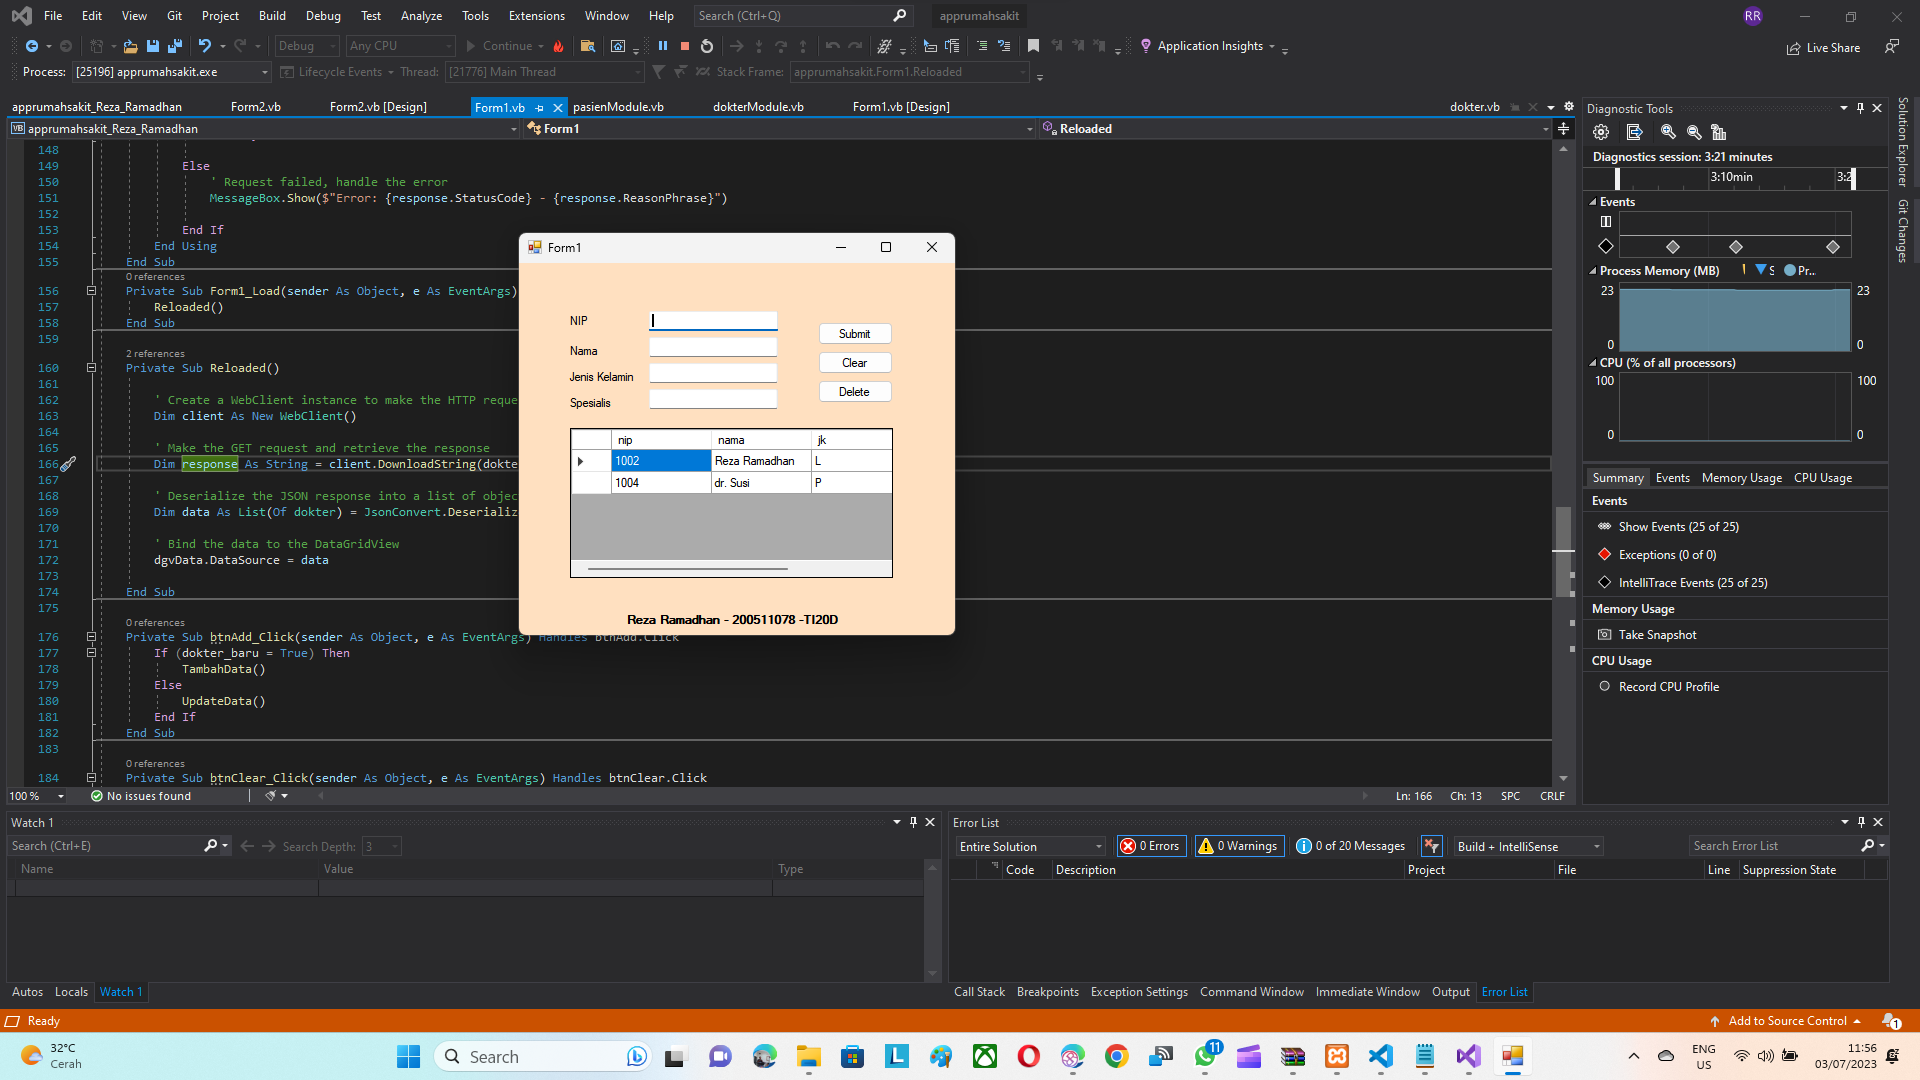 File Edit View Git Project Build Debug Test Analyze Tools Extensions Window Help Search (Ctrl+Q) apprumahsakit RR
Debug Any CPU Continue Application Insights Live Share
Process: [25196] apprumahsakit.exe Lifecycle Events Thread: [21776] Main Thread Stack Frame: apprumahsakit.Form1.Reloaded
apprumahsakit_Reza_Ramadhan Form2.vb Form2.vb [Design] Form1.vb pasienModule.vb dokterModule.vb Form1.vb [Design] dokter.vb
apprumahsakit_Reza_Ramadhan Form1 Reloaded
148
149 Else
150 ' Request failed, handle the error
151 MessageBox.Show($"Error: {response.StatusCode} - {response.ReasonPhrase}")
152
153 End If
154 End Using
155 End Sub
0 references
156 Private Sub Form1_Load(sender As Object, e As EventArgs)
157 Reloaded()
158 End Sub
159
2 references
160 Private Sub Reloaded()
161
162 ' Create a WebClient instance to make the HTTP reque
163 Dim client As New WebClient()
164
165 ' Make the GET request and retrieve the response
166 Dim response As String = client.DownloadString(dokte
167
168 ' Deserialize the JSON response into a list of objec
169 Dim data As List(Of dokter) = JsonConvert.Deserializ
170
171 ' Bind the data to the DataGridView
172 dgvData.DataSource = data
173
174 End Sub
175
0 references
176 Private Sub btnAdd_Click(sender As Object, e As EventArgs) Handles btnAdd.Click
177 If (dokter_baru = True) Then
178 TambahData()
179 Else
180 UpdateData()
181 End If
182 End Sub
183
0 references
184 Private Sub btnClear_Click(sender As Object, e As EventArgs) Handles btnClear.Click
100 % No issues found Ln: 166 Ch: 13 SPC CRLF
Form1
NIP
Nama
Jenis Kelamin
Spesialis
Submit
Clear
Delete
nip nama jk
1002 Reza Ramadhan L
1004 dr. Susi P
Reza Ramadhan - 200511078 -TI20D
Diagnostic Tools
Diagnostics session: 3:21 minutes
3:10min 3:2
Events
Process Memory (MB) S Pr...
23 23
0 0
CPU (% of all processors)
100 100
0 0
Summary Events Memory Usage CPU Usage
Events
Show Events (25 of 25)
Exceptions (0 of 0)
IntelliTrace Events (25 of 25)
Memory Usage
Take Snapshot
CPU Usage
Record CPU Profile
Solution Explorer
Git Changes
Watch 1
Search (Ctrl+E) Search Depth: 3
Name Value Type
Autos Locals Watch 1
Error List
Entire Solution 0 Errors 0 Warnings 0 of 20 Messages Build + IntelliSense Search Error List
Code Description Project File Line Suppression State
Call Stack Breakpoints Exception Settings Command Window Immediate Window Output Error List
Ready Add to Source Control 1
32°C
Cerah
Search
11
ENG
US
11:56
03/07/2023